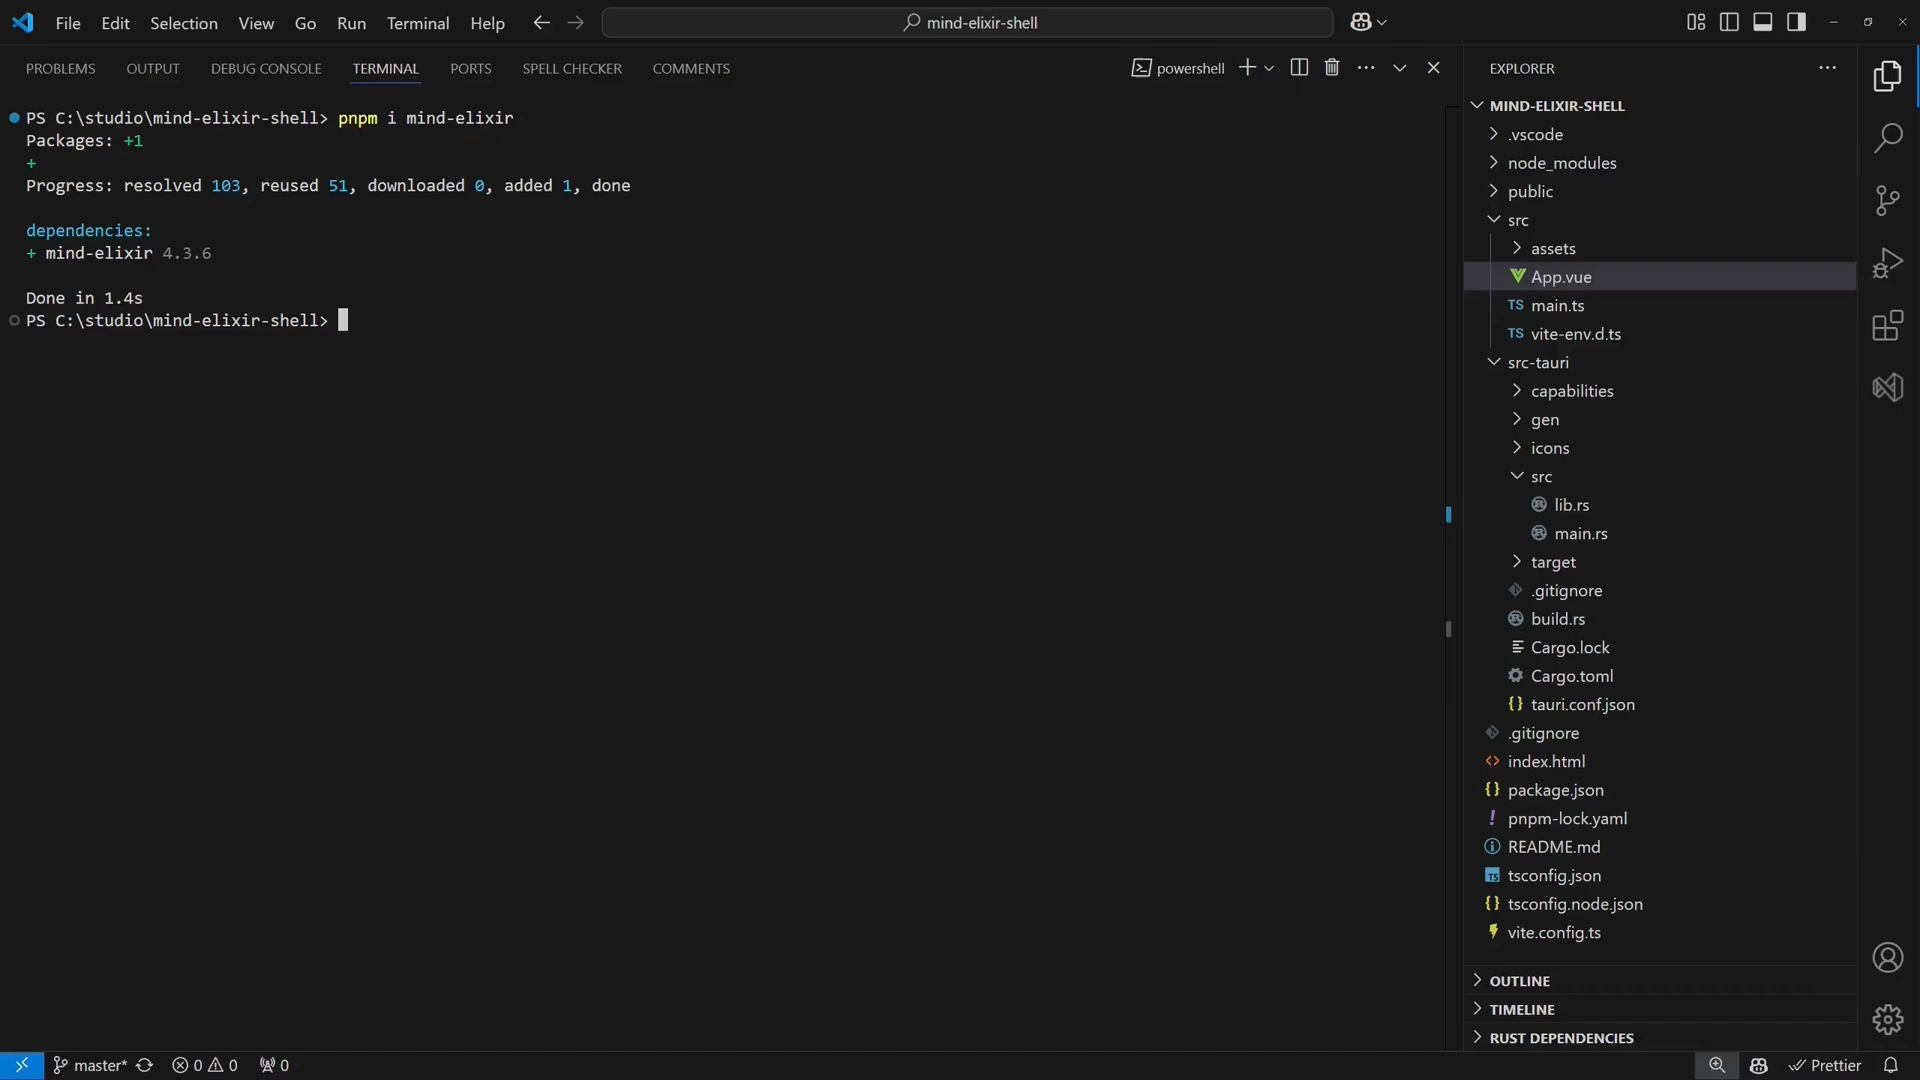 File Edit Selection View Go Run Terminal Help
mind-elixir-shell
PROBLEMS OUTPUT DEBUG CONSOLE TERMINAL PORTS SPELL CHECKER COMMENTS
powershell
PS C:\studio\mind-elixir-shell> pnpm i mind-elixir
Packages: +1
+
Progress: resolved 103, reused 51, downloaded 0, added 1, done
dependencies:
+ mind-elixir 4.3.6
Done in 1.4s
PS C:\studio\mind-elixir-shell>
EXPLORER
MIND-ELIXIR-SHELL
.vscode
node_modules
public
src
assets
App.vue
TS main.ts
TS vite-env.d.ts
src-tauri
capabilities
gen
icons
src
lib.rs
main.rs
target
.gitignore
build.rs
Cargo.lock
Cargo.toml
{} tauri.conf.json
.gitignore
<> index.html
{} package.json
! pnpm-lock.yaml
README.md
TS tsconfig.json
{} tsconfig.node.json
vite.config.ts
OUTLINE
TIMELINE
RUST DEPENDENCIES
master* 0 0 0
Prettier